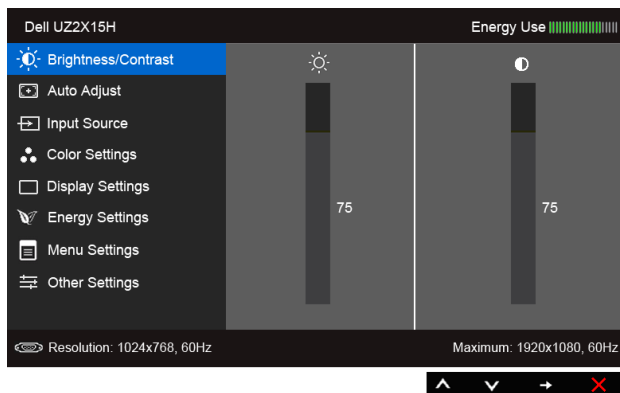 Dell UZ2X15H
Energy Use
Brightness/Contrast
Auto Adjust
Input Source
Color Settings
Display Settings
Energy Settings
Menu Settings
Other Settings
75
75
Resolution: 1024x768, 60Hz
Maximum: 1920x1080, 60Hz